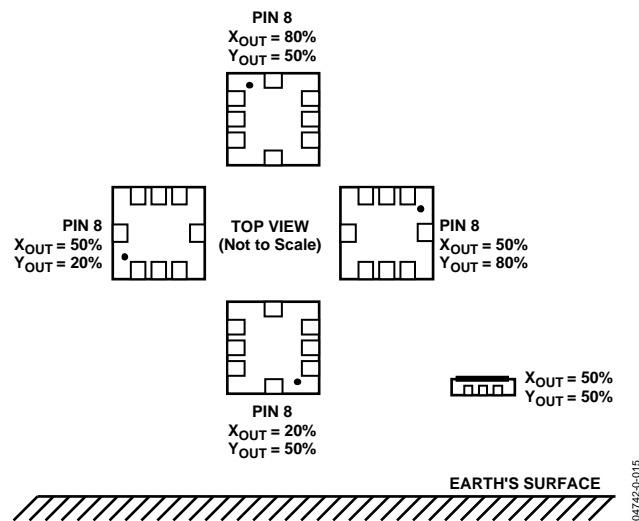 PIN 8
XOUT = 80%
YOUT = 50%
PIN 8
XOUT = 50%
YOUT = 20%
TOP VIEW
(Not to Scale)
PIN 8
XOUT = 50%
YOUT = 80%
PIN 8
XOUT = 20%
YOUT = 50%
XOUT = 50%
YOUT = 50%
EARTH'S SURFACE
04742-0-015